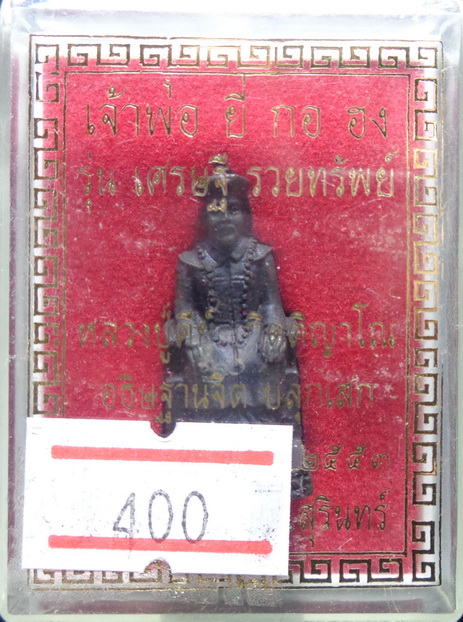 เจ้าพ่อ ยี่ กอ ฮง
รุ่น เศรษฐี รวยทรัพย์
หลวงปู่
อธิษฐานจิต ปลุกเสก
๒๕๕๓
สุรินทร์
400